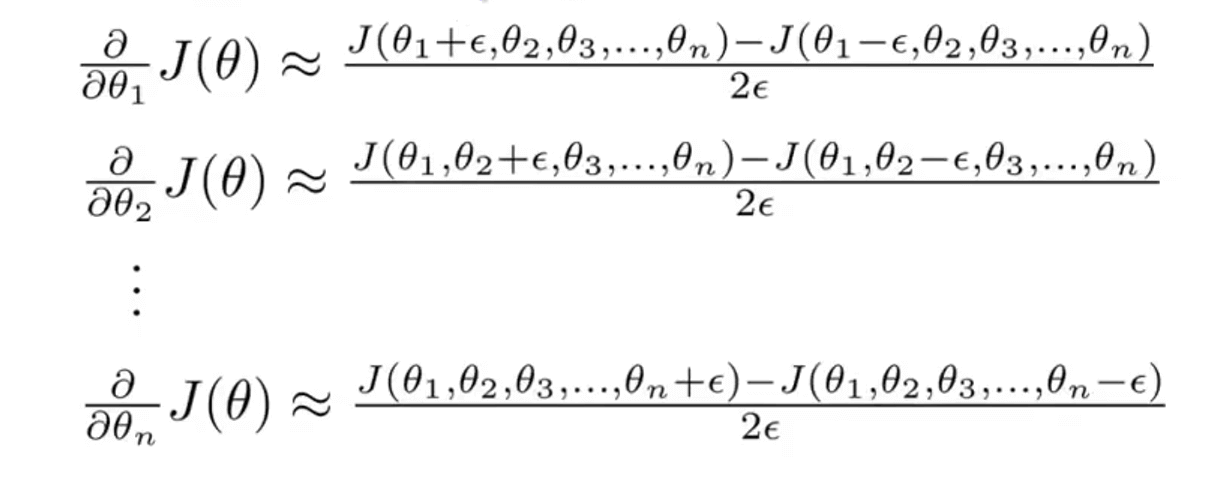 ∂/∂θ₁ J(θ) ≈ J(θ₁+ϵ,θ₂,θ₃,...,θₙ)−J(θ₁−ϵ,θ₂,θ₃,...,θₙ) / 2ϵ
∂/∂θ₂ J(θ) ≈ J(θ₁,θ₂+ϵ,θ₃,...,θₙ)−J(θ₁,θ₂−ϵ,θ₃,...,θₙ) / 2ϵ
⋮
∂/∂θₙ J(θ) ≈ J(θ₁,θ₂,θ₃,...,θₙ+ϵ)−J(θ₁,θ₂,θ₃,...,θₙ−ϵ) / 2ϵ